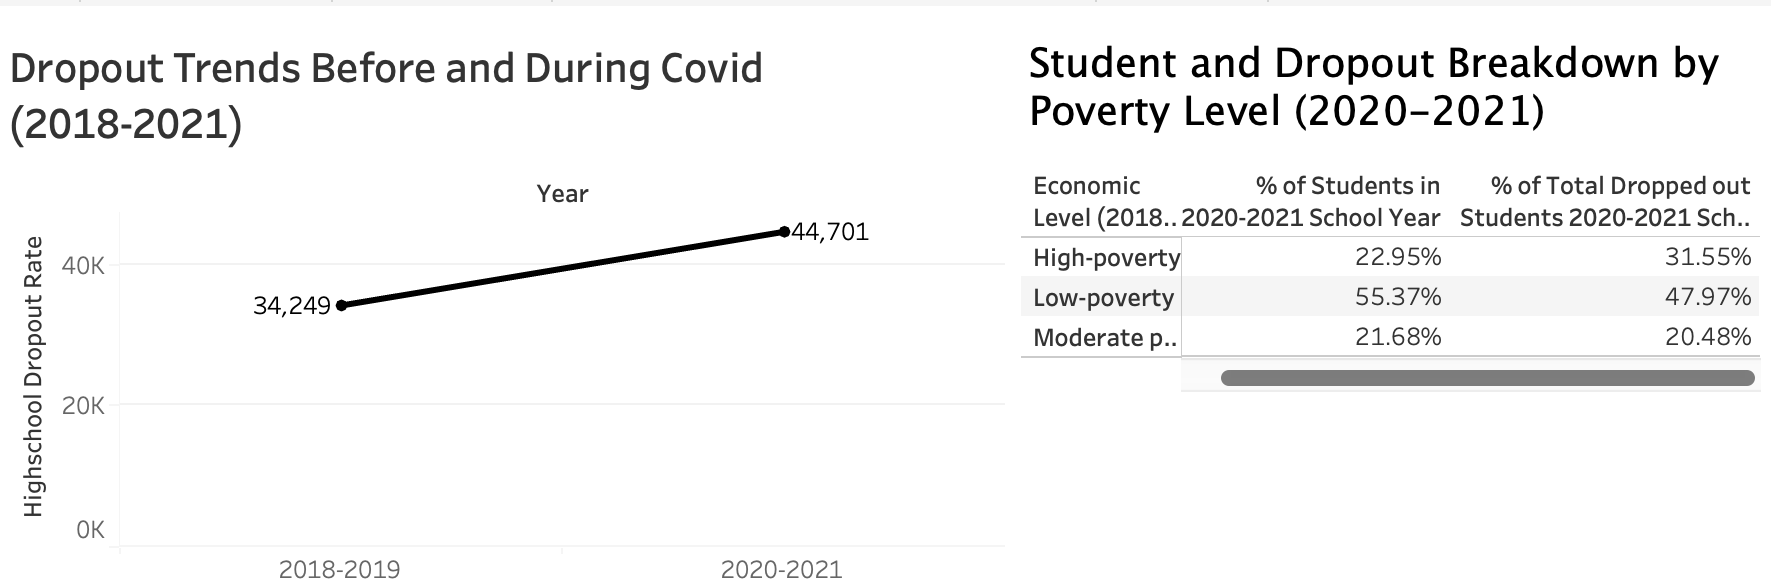 Dropout Trends Before and During Covid
(2018-2021)
Year
Highschool Dropout Rate
40K
20K
0K
34,249
44,701
2018-2019
2020-2021
Student and Dropout Breakdown by
Poverty Level (2020–2021)
Economic
Level (2018..
% of Students in
2020-2021 School Year
% of Total Dropped out
Students 2020-2021 Sch..
High-poverty 22.95% 31.55%
Low-poverty 55.37% 47.97%
Moderate p.. 21.68% 20.48%